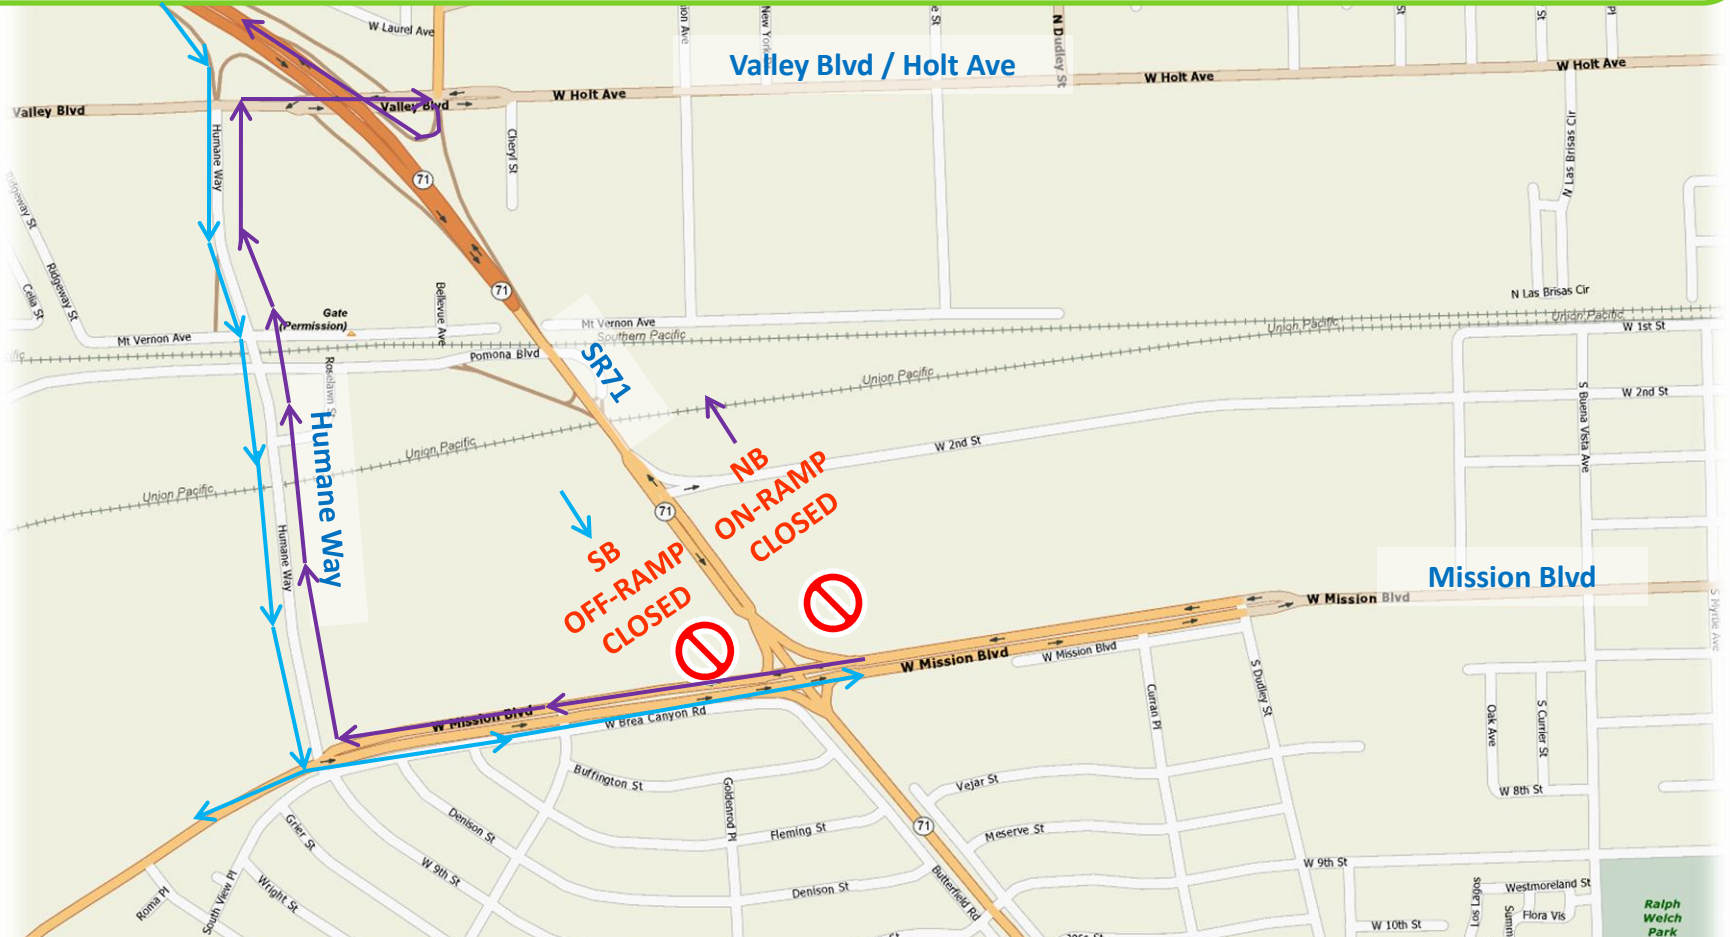 W Laurel Ave
N Dudley St
Valley Blvd / Holt Ave
W Holt Ave
W Holt Ave
W Holt Ave
Valley Blvd
Valley Blvd
Humane Way
Cheryl St
71
N Las Brisas Cir
Ridgeway St
Celia St
Bellevue Ave
71
N Las Brisas Cir
Gate
(Permission)
Mt Vernon Ave
Mt Vernon Ave
Southern Pacific
Union Pacific
Union Pacific
W 1st St
Pomona Blvd
SR71
Roselawn St
Union Pacific
W 2nd St
S Buena Vista Ave
Humane Way
Union Pacific
W 2nd St
Union Pacific
NB
ON-RAMP
CLOSED
71
SB
OFF-RAMP
CLOSED
Humane Way
Mission Blvd
W Mission Blvd
S Myrtle Ave
W Mission Blvd
W Mission Blvd
S Dudley St
Curran Pl
W Mission Blvd
W Brea Canyon Rd
Oak Ave
S Currier St
Buffington St
Goldenrod Pl
Vejar St
W 8th St
Grier St
Denison St
Fleming St
71
Meserve St
W 9th St
W 9th St
Roma Pl
South View Pl
Wright St
Denison St
Butterfield Rd
Los Lagos
Westmoreland St
Flora Vis
W 10th St
Ralph
Welch
Park